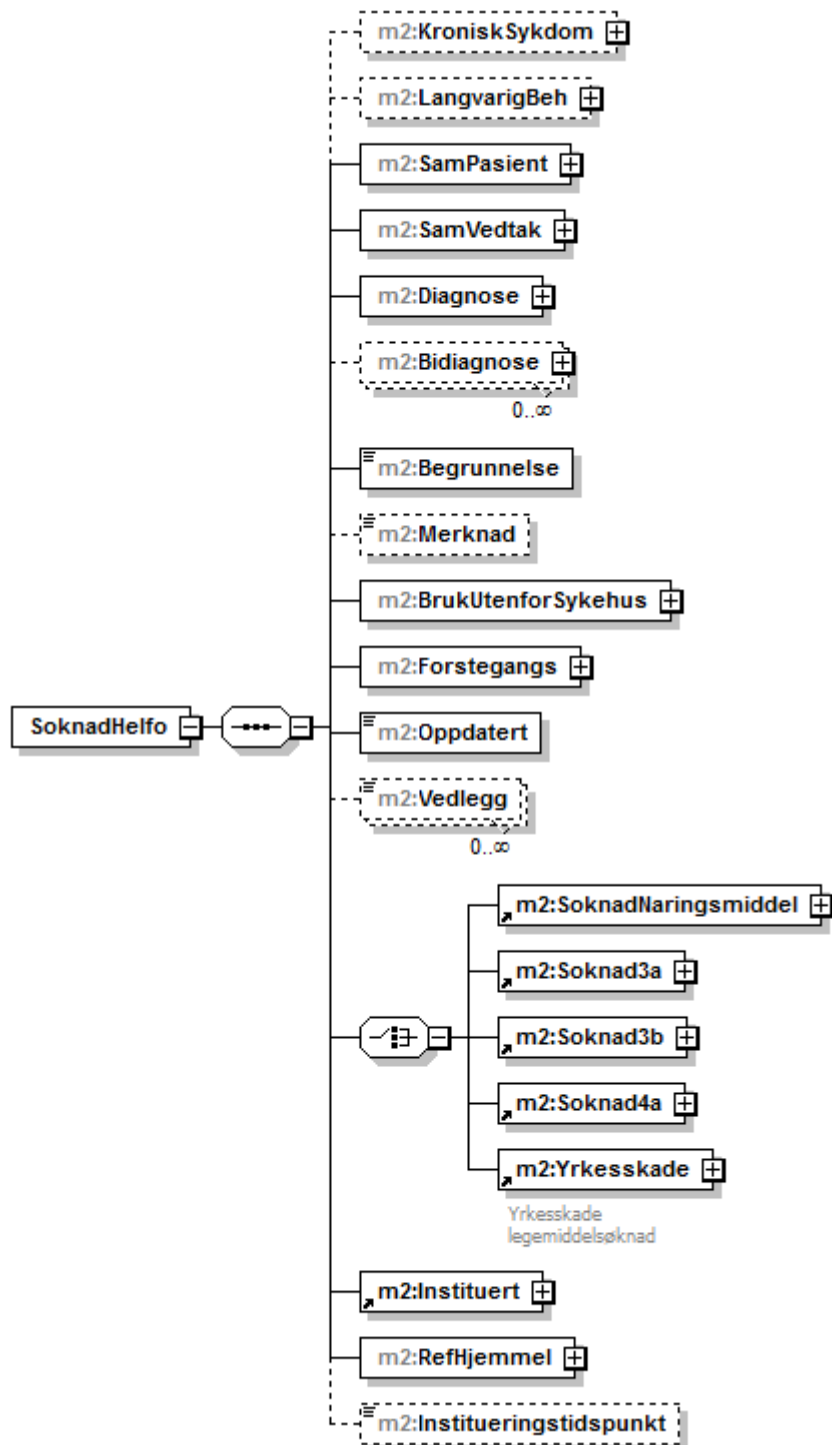 m2:KroniskSykdom
m2:LangvarigBeh
m2:SamPasient
m2:SamVedtak
m2:Diagnose
m2:Bidiagnose
0..∞
m2:Begrunnelse
m2:Merknad
m2:BrukUtenforSykehus
m2:Forstegangs
SoknadHelfo
m2:Oppdatert
m2:Vedlegg
0..∞
m2:SoknadNaringsmiddel
m2:Soknad3a
m2:Soknad3b
m2:Soknad4a
m2:Yrkesskade
Yrkesskade
legemiddelsøknad
m2:Instituert
m2:RefHjemmel
m2:Institueringstidspunkt